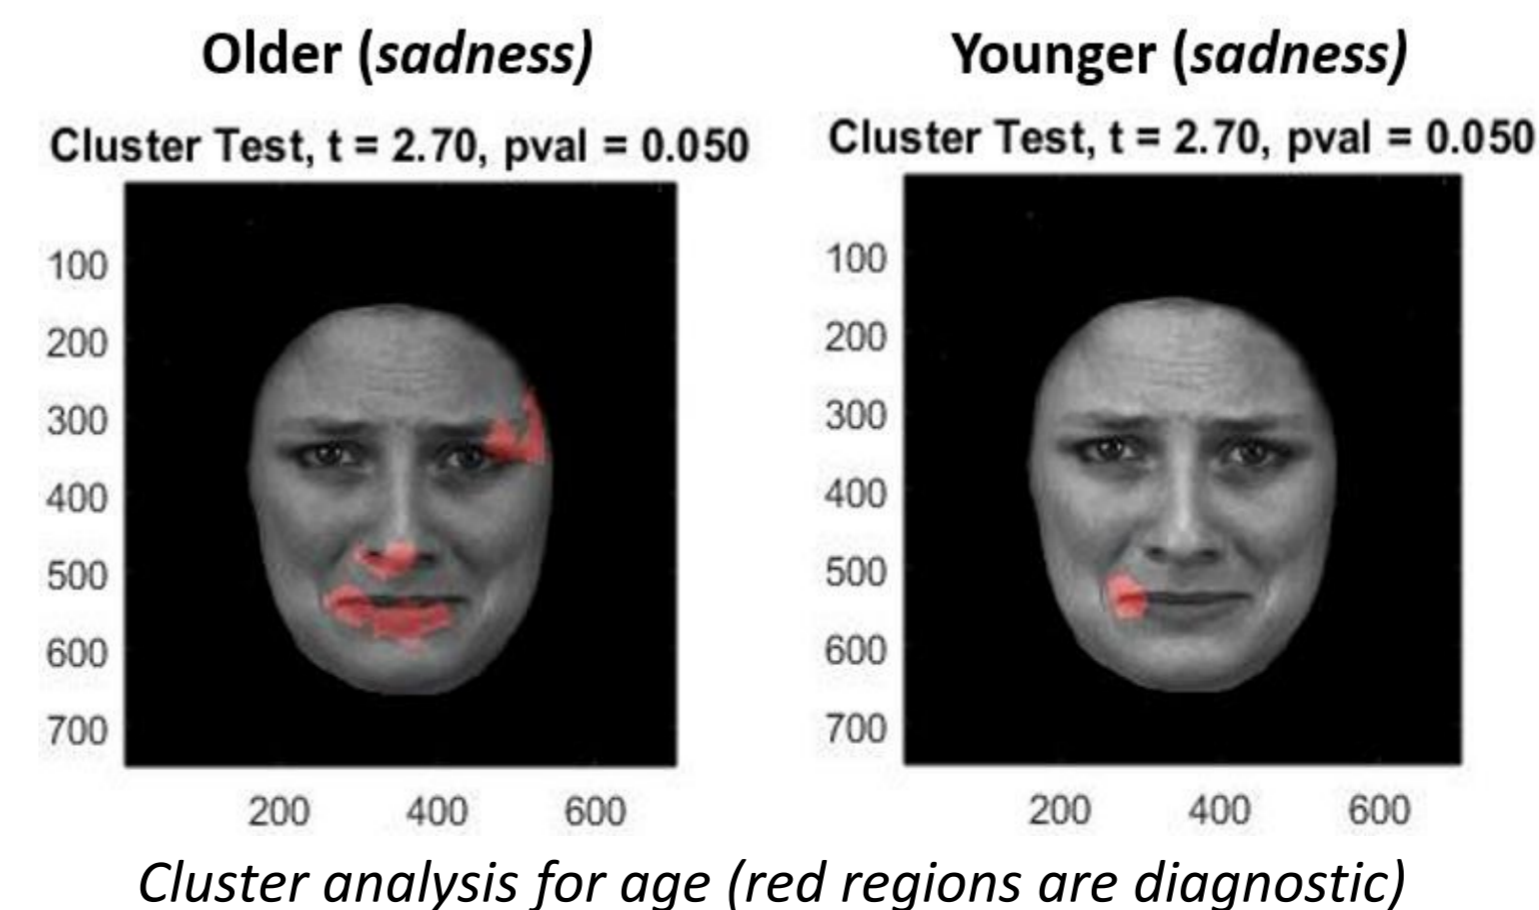 Older (sadness)
Younger (sadness)
Cluster Test, t = 2.70, pval = 0.050
Cluster Test, t = 2.70, pval = 0.050
100
200
300
400
500
600
700
200 400 600
100
200
300
400
500
600
700
200 400 600
Cluster analysis for age (red regions are diagnostic)